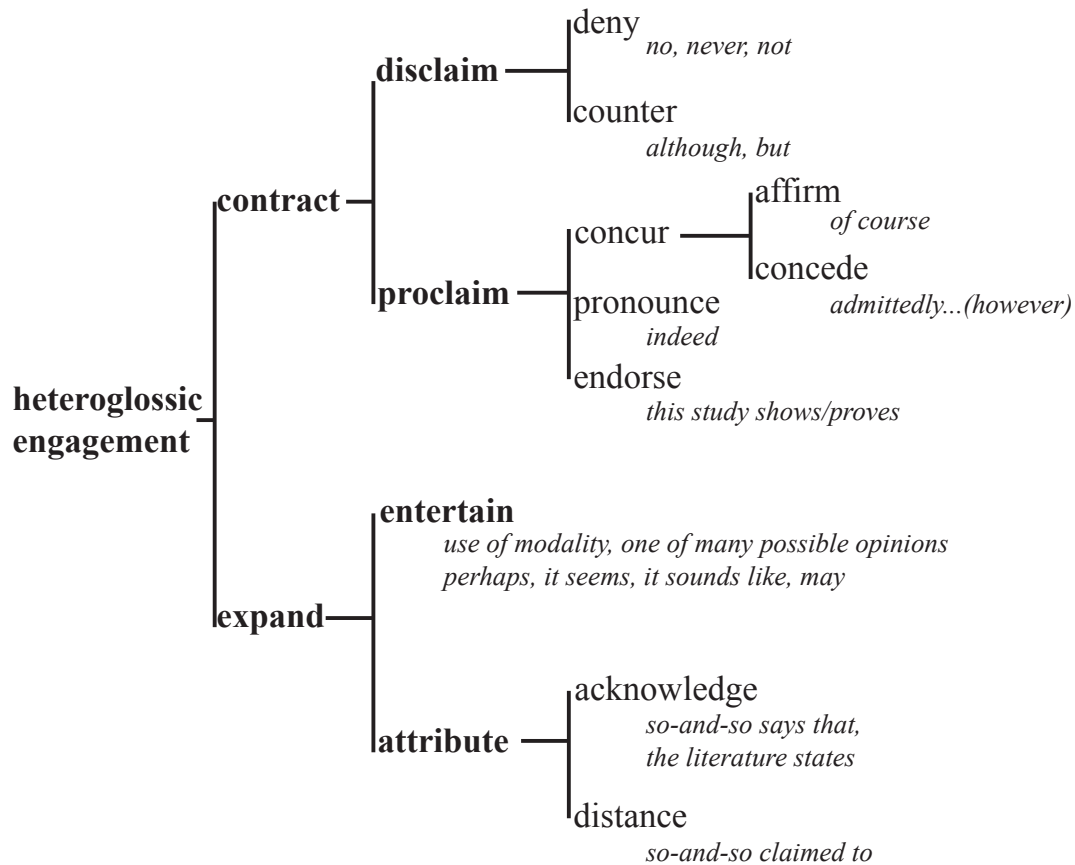 deny
no, never, not
disclaim
counter
although, but
contract
affirm
of course
concur
concede
admittedly...(however)
proclaim
pronounce
indeed
endorse
this study shows/proves
heteroglossic
engagement
entertain
use of modality, one of many possible opinions
perhaps, it seems, it sounds like, may
expand
acknowledge
so-and-so says that,
the literature states
attribute
distance
so-and-so claimed to